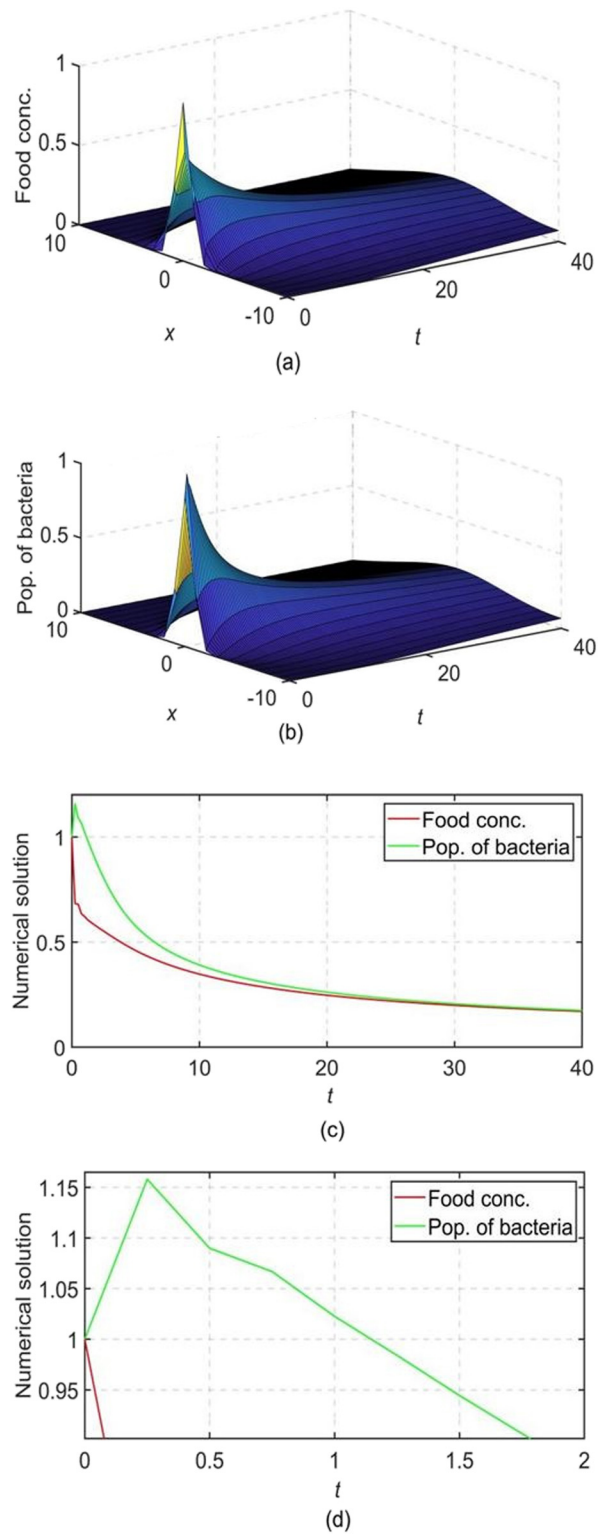 1
Food conc.
0.5
0
10
0
-10
0
20
40
x
t
(a)
1
Pop. of bacteria
0.5
0
10
0
-10
0
20
40
x
t
(b)
Food conc.
Pop. of bacteria
Numerical solution
1
0.5
0
0 10 20 30 40
t
(c)
Food conc.
Pop. of bacteria
Numerical solution
1.15
1.1
1.05
1
0.95
0 0.5 1 1.5 2
t
(d)